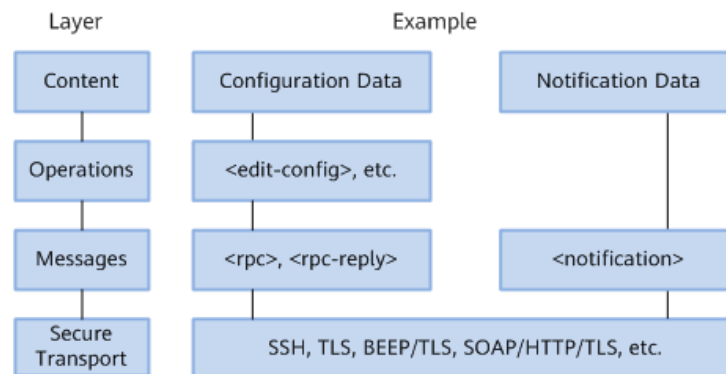 Layer Example
Content Configuration Data Notification Data
Operations <edit-config>, etc.
Messages <rpc>, <rpc-reply> <notification>
Secure
Transport SSH, TLS, BEEP/TLS, SOAP/HTTP/TLS, etc.